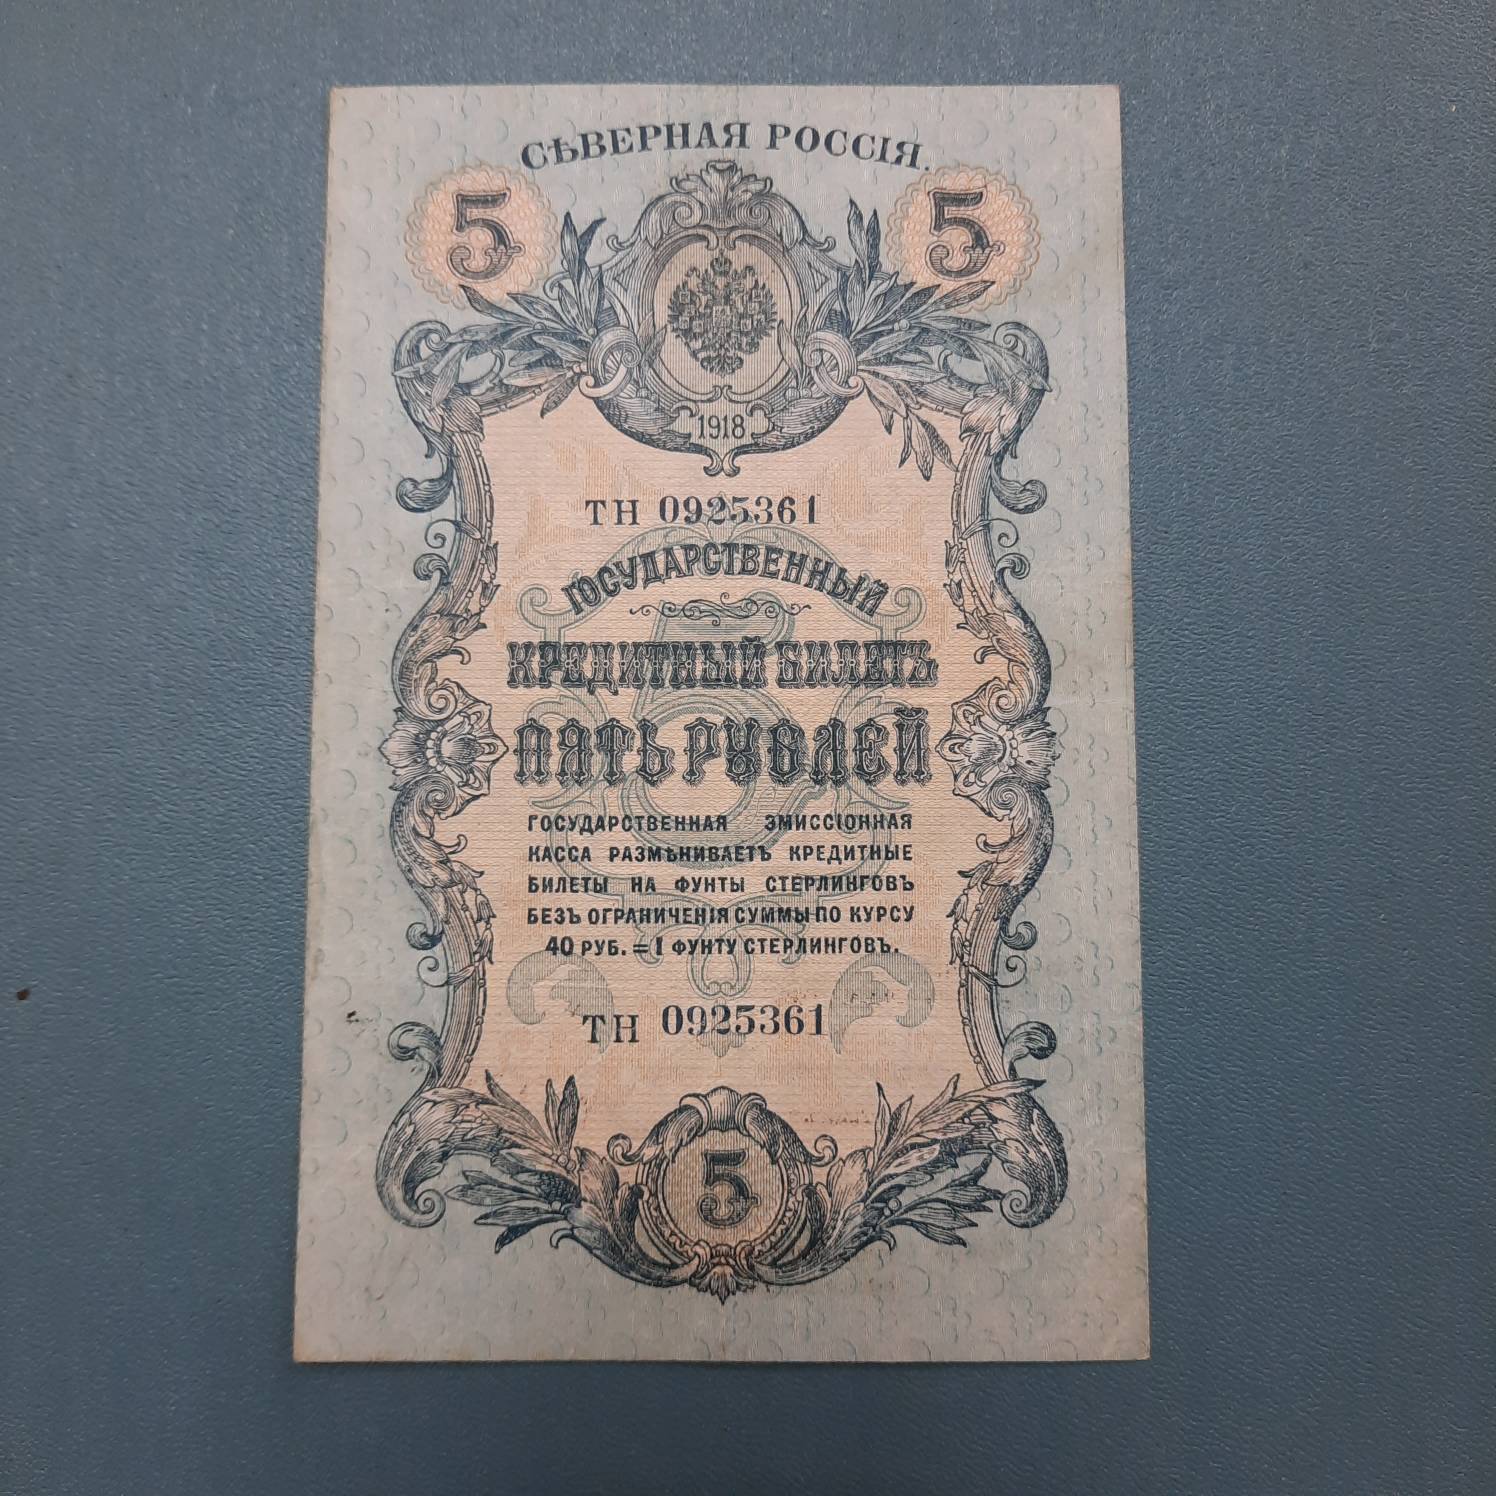 СѢВЕРНАЯ РОССІЯ.
5 5
1918
ТН 0925361
ГОСУДАРСТВЕННЫЙ
КРЕДИТНЫЙ БИЛЕТЪ
ПЯТЬ РУБЛЕЙ
ГОСУДАРСТВЕННАЯ ЭМИССІОННАЯ
КАССА РАЗМѢНИВАЕТЪ КРЕДИТНЫЕ
БИЛЕТЫ НА ФУНТЫ СТЕРЛИНГОВЪ
БЕЗЪ ОГРАНИЧЕНІЯ СУММЫ ПО КУРСУ
40 РУБ. = 1 ФУНТУ СТЕРЛИНГОВЪ.
ТН 0925361
5